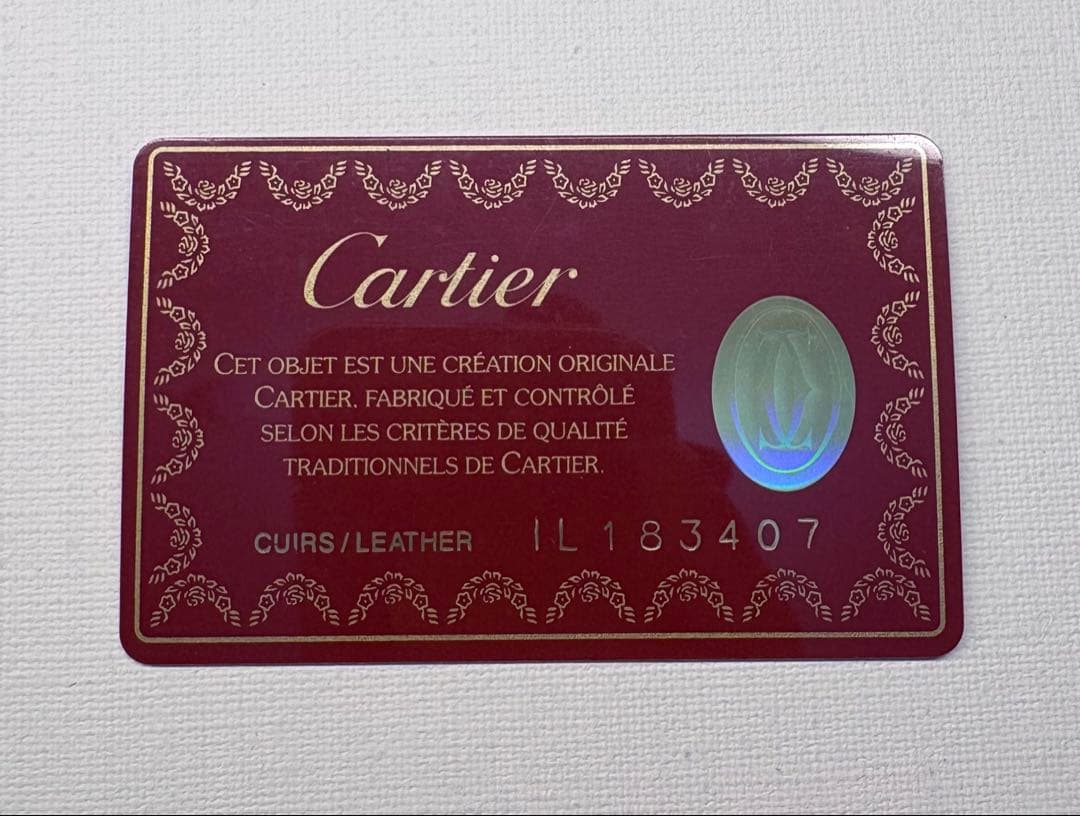 Cartier
CET OBJET EST UNE CRÉATION ORIGINALE
CARTIER, FABRIQUÉ ET CONTRÔLÉ
SELON LES CRITÈRES DE QUALITÉ
TRADITIONNELS DE CARTIER.
CUIRS/LEATHER IL183407